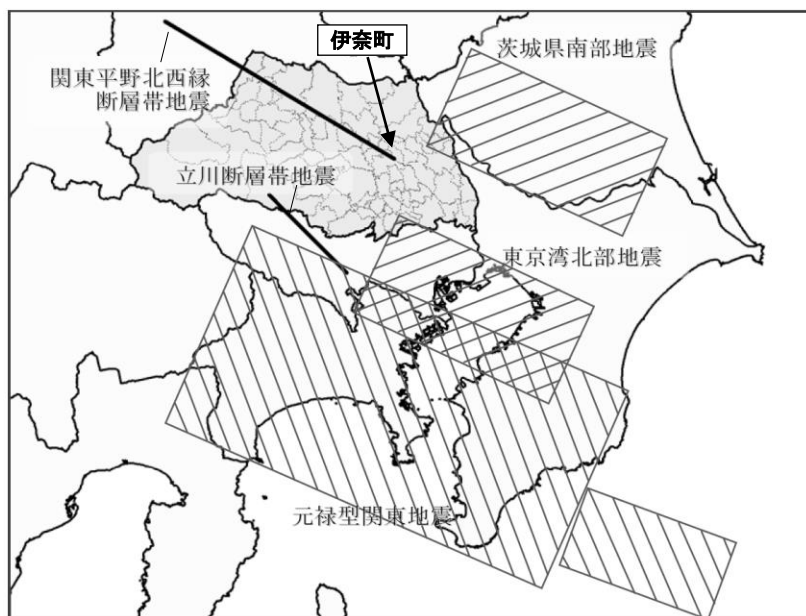 伊奈町
茨城県南部地震
関東平野北西縁
断層帯地震
立川断層帯地震
東京湾北部地震
元禄型関東地震